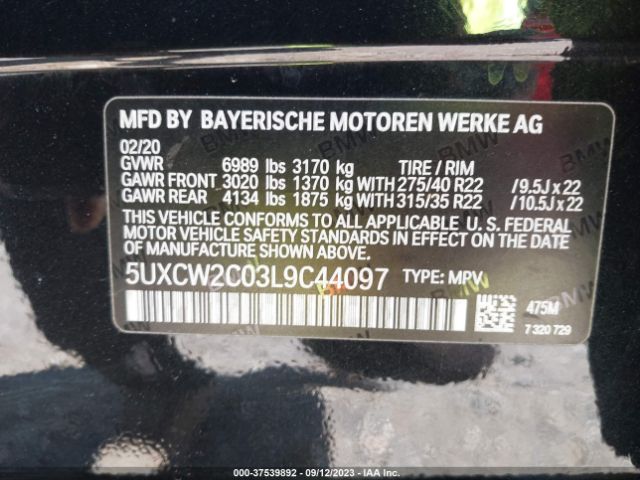 MFD BY BAYERISCHE MOTOREN WERKE AG
02/20
GVWR 6989 lbs 3170 kg TIRE / RIM
GAWR FRONT 3020 lbs 1370 kg WITH 275/40 R22 /9.5J x 22
GAWR REAR 4134 lbs 1875 kg WITH 315/35 R22 /10.5J x 22
THIS VEHICLE CONFORMS TO ALL APPLICABLE U. S. FEDERAL
MOTOR VEHICLE SAFETY STANDARDS IN EFFECT ON THE DATE OF
MANUFACTURE SHOWN ABOVE.
5UXCW2C03L9C44097 TYPE: MPV
475M
7 320 729
000-37539892 - 09/12/2023 - IAA Inc.